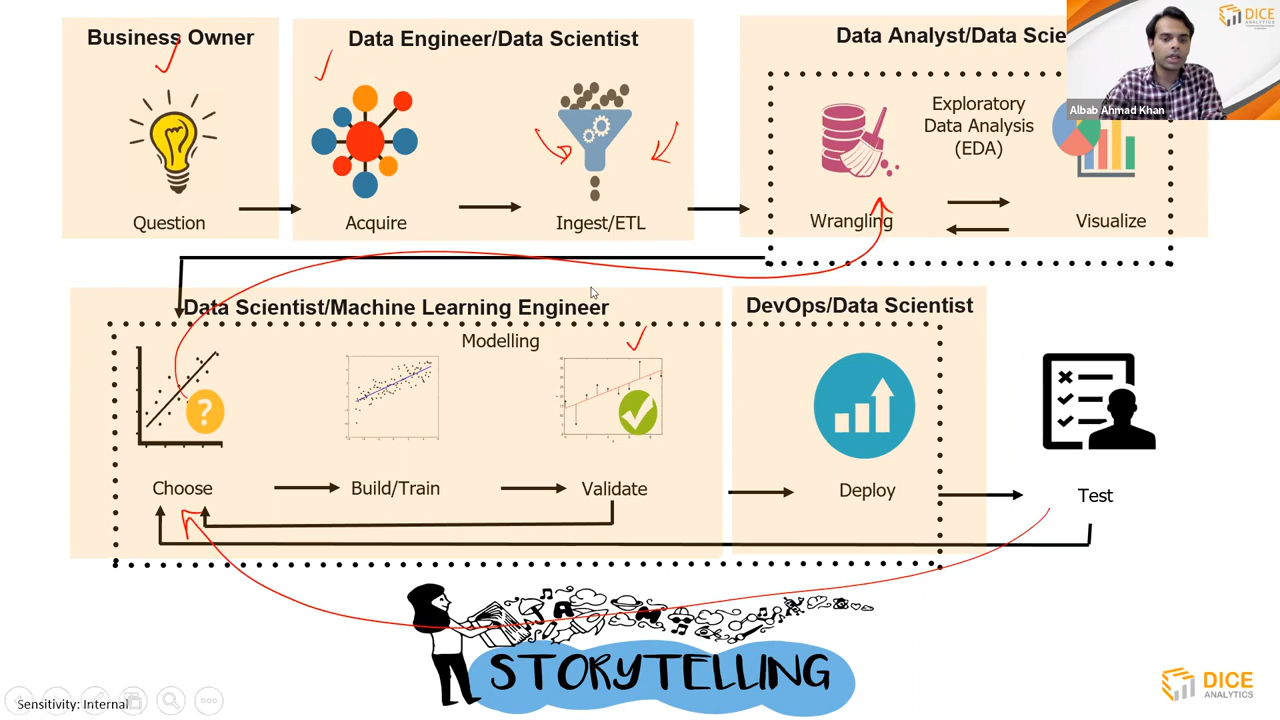 Business Owner
Data Engineer/Data Scientist
Data Analyst/Data Scie
DICE
ANALYTICS
Albab Ahmad Khan
Exploratory
Data Analysis
(EDA)
Question
Acquire
Ingest/ETL
Wrangling
Visualize
Data Scientist/Machine Learning Engineer
DevOps/Data Scientist
Modelling
?
Choose
Build/Train
Validate
Deploy
Test
STORYTELLING
DICE
ANALYTICS
Sensitivity: Internal